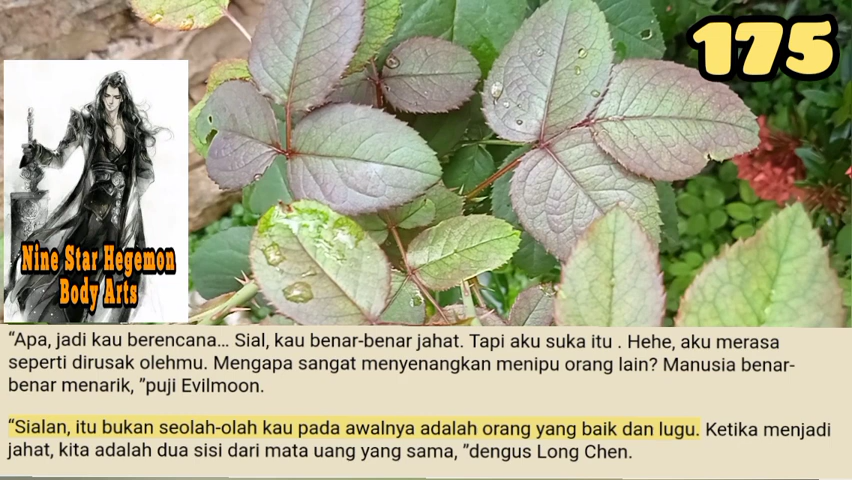 175
Nine Star Hegemon
Body Arts
“Apa, jadi kau berencana… Sial, kau benar-benar jahat. Tapi aku suka itu . Hehe, aku merasa
seperti dirusak olehmu. Mengapa sangat menyenangkan menipu orang lain? Manusia benar-
benar menarik, ”puji Evilmoon.
“Sialan, itu bukan seolah-olah kau pada awalnya adalah orang yang baik dan lugu. Ketika menjadi
jahat, kita adalah dua sisi dari mata uang yang sama, ”dengus Long Chen.